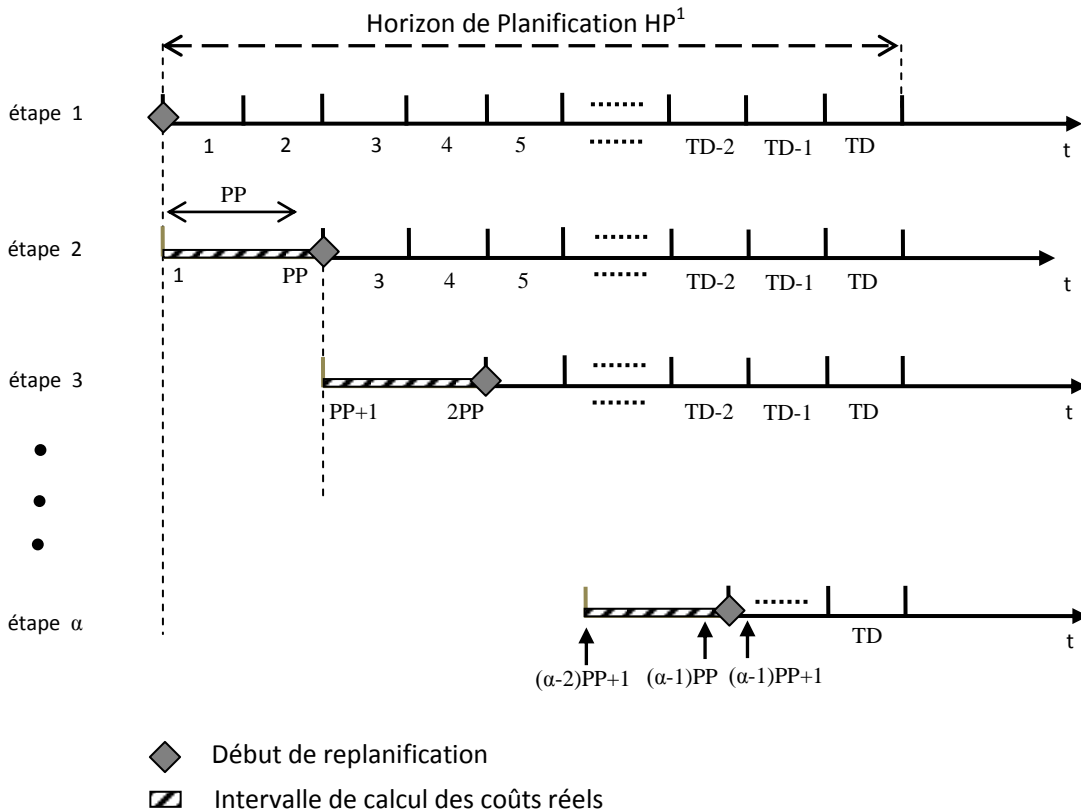 Horizon de Planification HP¹
étape 1
1 2 3 4 5 ........ ........ TD-2 TD-1 TD t
PP
étape 2
1 PP 3 4 5 ........ ........ TD-2 TD-1 TD t
étape 3
PP+1 2PP ........ ........ TD-2 TD-1 TD t
étape α
........ TD t
(α-2)PP+1 (α-1)PP (α-1)PP+1
Début de replanification
Intervalle de calcul des coûts réels